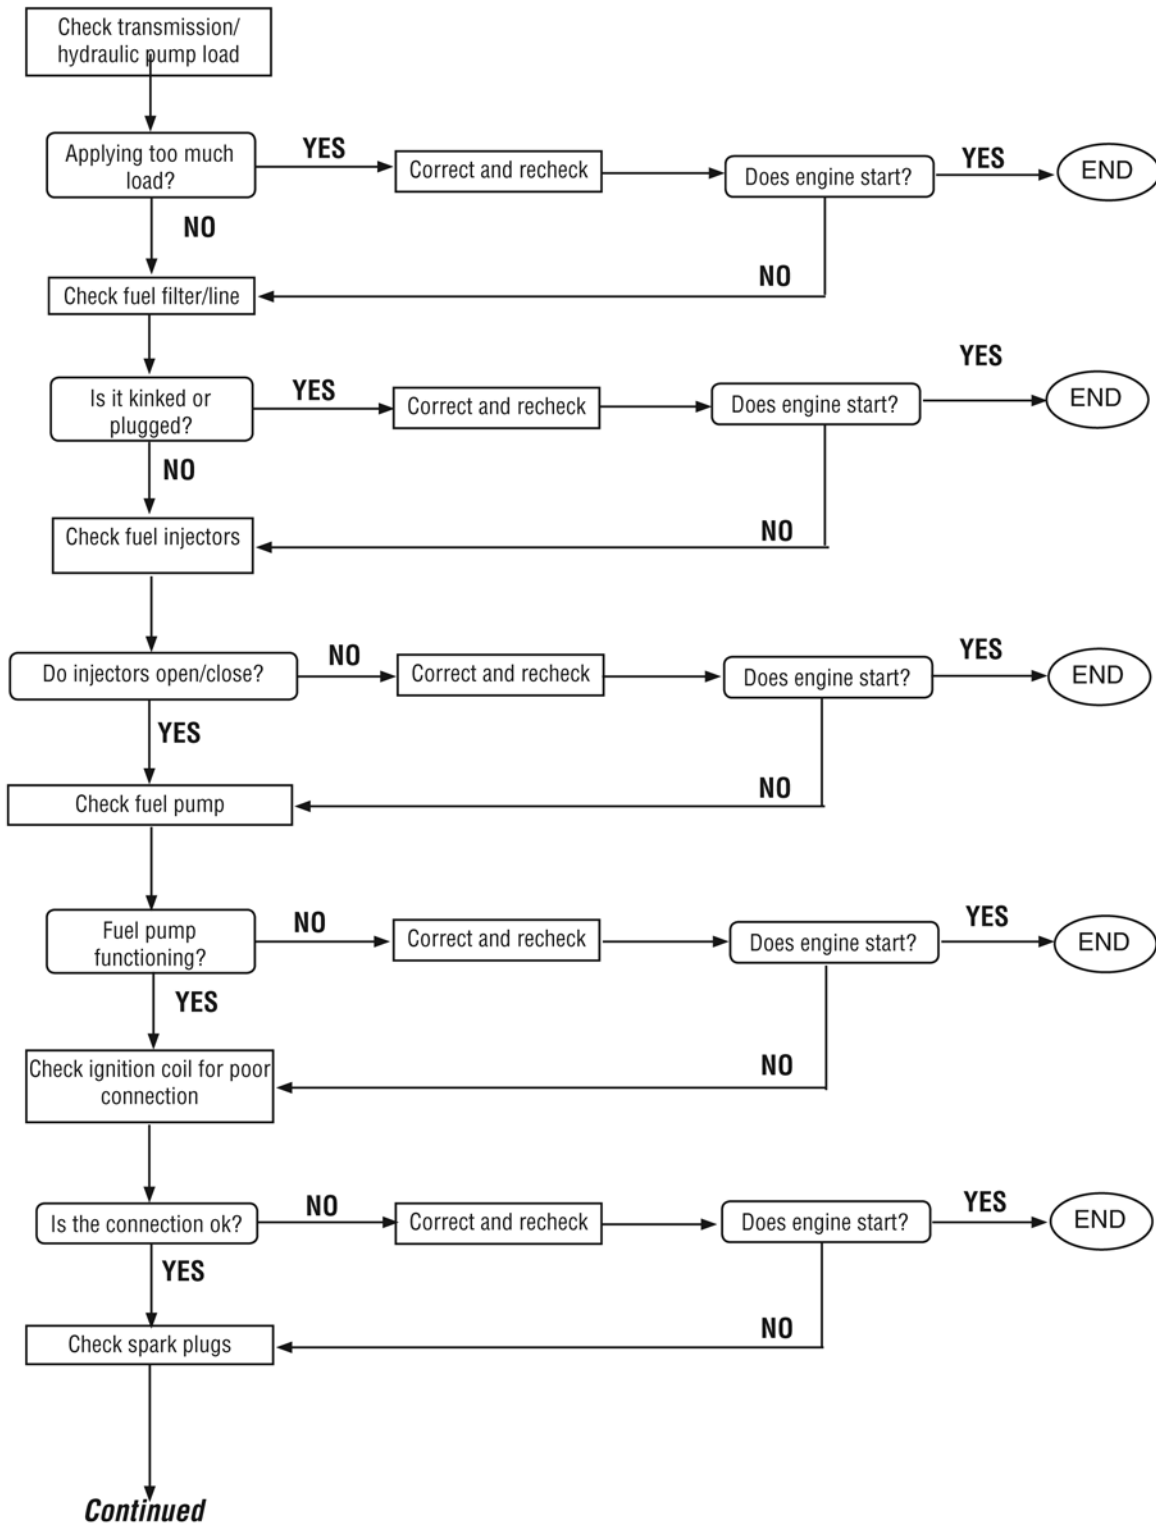 Check transmission/
hydraulic pump load
Applying too much
load?
YES
Correct and recheck
Does engine start?
YES
END
NO
NO
Check fuel filter/line
Is it kinked or
plugged?
YES
Correct and recheck
Does engine start?
YES
END
NO
NO
Check fuel injectors
Do injectors open/close?
NO
Correct and recheck
Does engine start?
YES
END
YES
NO
Check fuel pump
Fuel pump
functioning?
NO
Correct and recheck
Does engine start?
YES
END
YES
NO
Check ignition coil for poor
connection
Is the connection ok?
NO
Correct and recheck
Does engine start?
YES
END
YES
NO
Check spark plugs
Continued